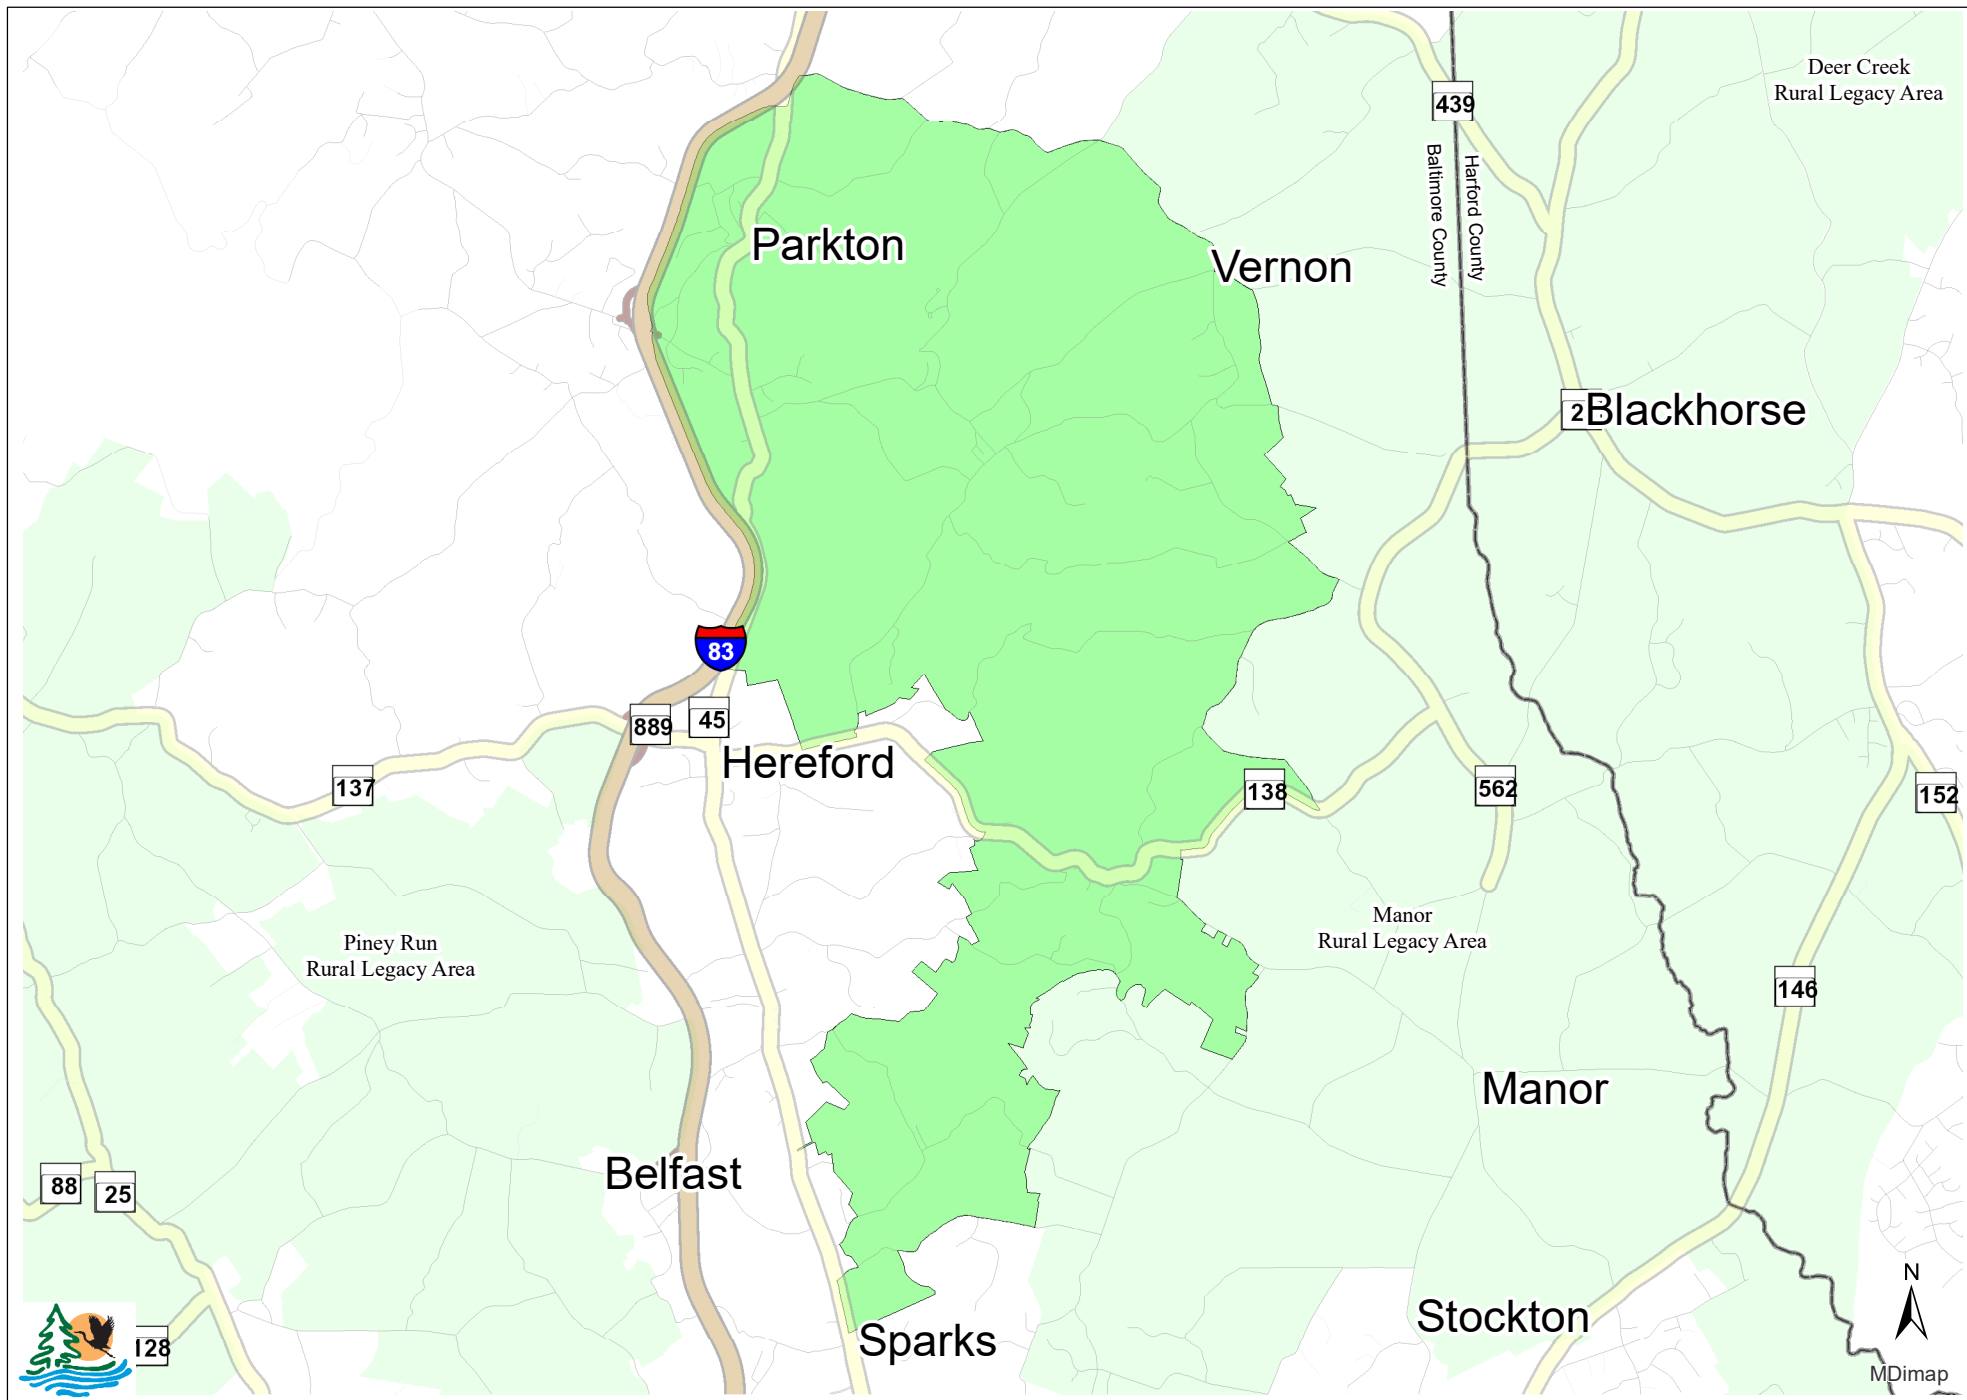 Deer Creek
Rural Legacy Area
439
Baltimore County
Harford County
Parkton
Vernon
2
Blackhorse
83
889
45
Hereford
137
138
562
152
Manor
Rural Legacy Area
Piney Run
Rural Legacy Area
146
Manor
Belfast
88
25
N
Stockton
Sparks
128
MDimap